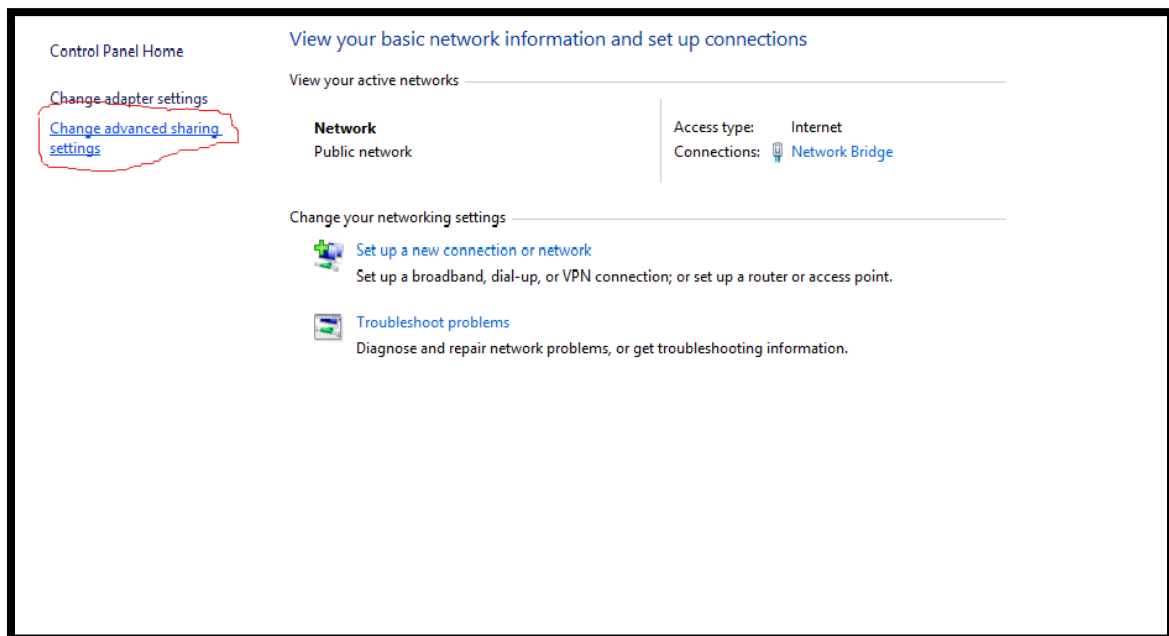 Control Panel Home
Change adapter settings
Change advanced sharing
settings
View your basic network information and set up connections
View your active networks
Network
Public network
Access type: Internet
Connections: Network Bridge
Change your networking settings
Set up a new connection or network
Set up a broadband, dial-up, or VPN connection; or set up a router or access point.
Troubleshoot problems
Diagnose and repair network problems, or get troubleshooting information.